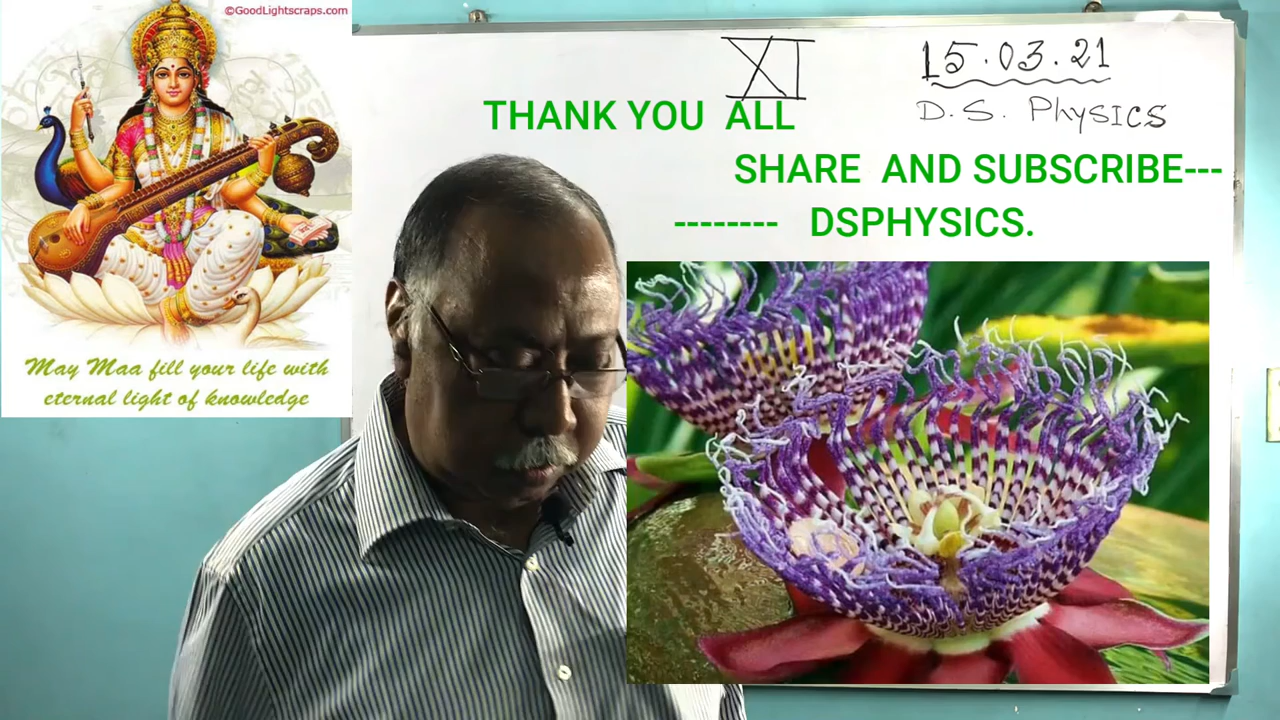 ©GoodLightscraps.com
May Maa fill your life with
eternal light of knowledge
XI
15.03.21
D.S. Physics
THANK YOU ALL
SHARE AND SUBSCRIBE---
-------- DSPHYSICS.